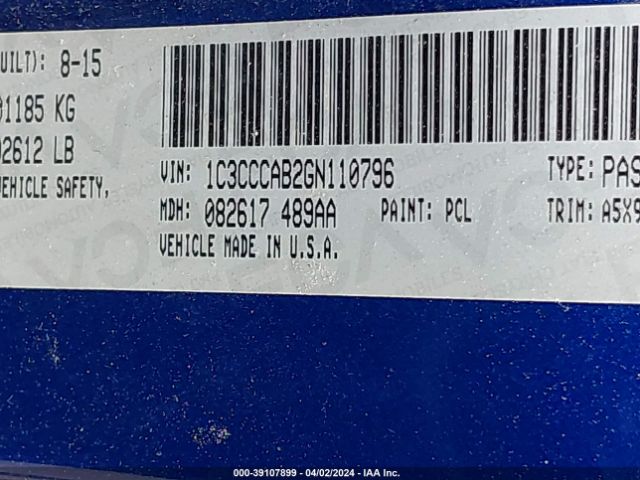 UILT): 8-15
01185 KG
02612 LB
VEHICLE SAFETY,
VIN: 1C3CCCAB2GN110796 TYPE: PAS
MDH: 082617 489AA PAINT: PCL TRIM: A5X9
VEHICLE MADE IN U.S.A.
000-39107899 | 04/02/2024 - IAA Inc.